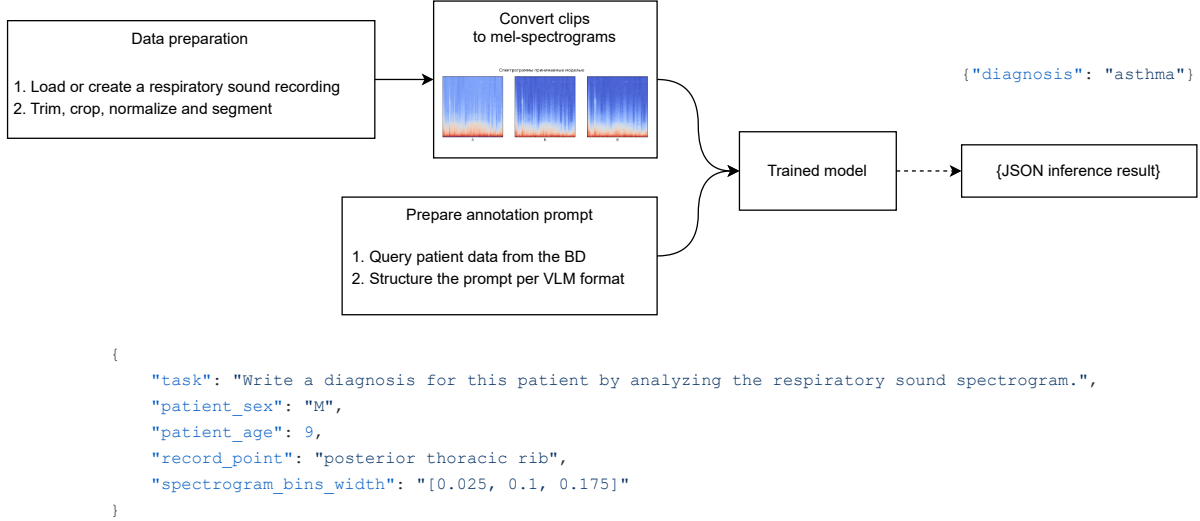 Data preparation
1. Load or create a respiratory sound recording
2. Trim, crop, normalize and segment
Convert clips
to mel-spectrograms
Спектрограммы принимаемые моделью
{"diagnosis": "asthma"}
Trained model
{JSON inference result}
Prepare annotation prompt
1. Query patient data from the BD
2. Structure the prompt per VLM format
{
"task": "Write a diagnosis for this patient by analyzing the respiratory sound spectrogram.",
"patient_sex": "M",
"patient_age": 9,
"record_point": "posterior thoracic rib",
"spectrogram_bins_width": "[0.025, 0.1, 0.175]"
}